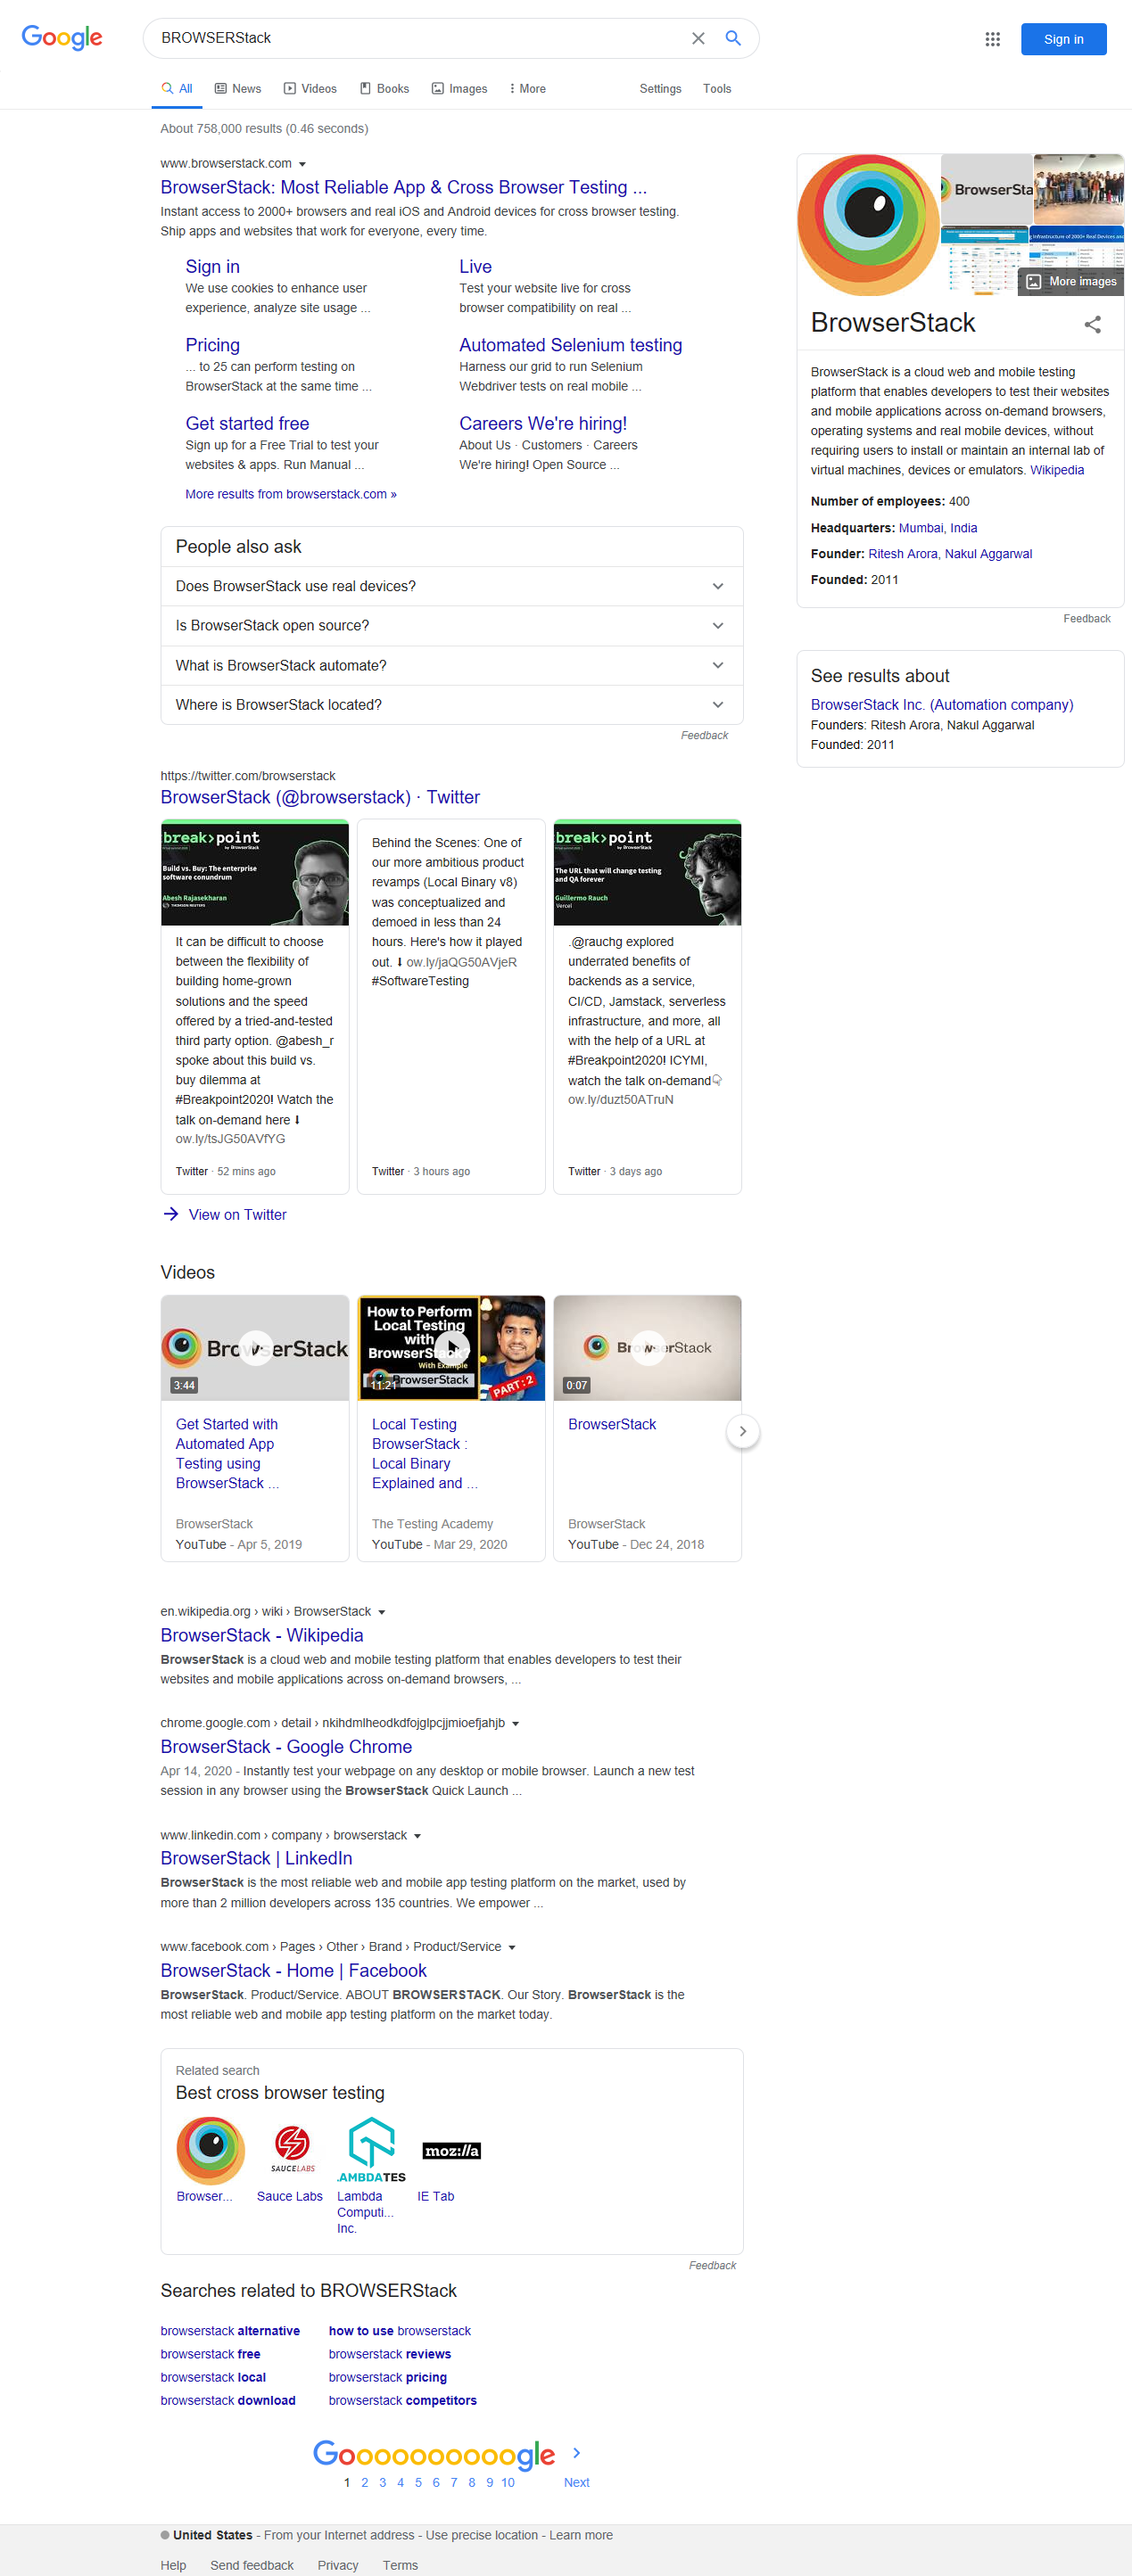 Google
BROWSERStack
Sign in
All
News
Videos
Books
Images
More
Settings
Tools
About 758,000 results (0.46 seconds)
www.browserstack.com
BrowserStack: Most Reliable App & Cross Browser Testing ...
Instant access to 2000+ browsers and real iOS and Android devices for cross browser testing.
Ship apps and websites that work for everyone, every time.
Sign in
We use cookies to enhance user
experience, analyze site usage ...
Live
Test your website live for cross
browser compatibility on real ...
Pricing
... to 25 can perform testing on
BrowserStack at the same time ...
Automated Selenium testing
Harness our grid to run Selenium
Webdriver tests on real mobile ...
Get started free
Sign up for a Free Trial to test your
websites & apps. Run Manual ...
Careers We're hiring!
About Us · Customers · Careers
We're hiring! Open Source ...
More results from browserstack.com »
People also ask
Does BrowserStack use real devices?
Is BrowserStack open source?
What is BrowserStack automate?
Where is BrowserStack located?
Feedback
https://twitter.com/browserstack
BrowserStack (@browserstack) · Twitter
break>point
by BrowserStack
Build vs. Buy: The enterprise
software conundrum
Abesh Rajasekharan
THOMSON REUTERS
It can be difficult to choose
between the flexibility of
building home-grown
solutions and the speed
offered by a tried-and-tested
third party option. @abesh_r
spoke about this build vs.
buy dilemma at
#Breakpoint2020! Watch the
talk on-demand here ⬇
ow.ly/tsJG50AVfYG
Twitter · 52 mins ago
Behind the Scenes: One of
our more ambitious product
revamps (Local Binary v8)
was conceptualized and
demoed in less than 24
hours. Here's how it played
out. ⬇ ow.ly/jaQG50AVjeR
#SoftwareTesting
Twitter · 3 hours ago
break>point
by BrowserStack
The URL that will change testing
and QA forever
Guillermo Rauch
Vercel
.@rauchg explored
underrated benefits of
backends as a service,
CI/CD, Jamstack, serverless
infrastructure, and more, all
with the help of a URL at
#Breakpoint2020! ICYMI,
watch the talk on-demand👇
ow.ly/duzt50ATruN
Twitter · 3 days ago
View on Twitter
Videos
BrowserStack
3:44
Get Started with
Automated App
Testing using
BrowserStack ...
BrowserStack
YouTube - Apr 5, 2019
How to Perform
Local Testing
with
BrowserStack?
With Example
BrowserStack
PART : 2
11:21
Local Testing
BrowserStack :
Local Binary
Explained and ...
The Testing Academy
YouTube - Mar 29, 2020
BrowserStack
0:07
BrowserStack
BrowserStack
YouTube - Dec 24, 2018
en.wikipedia.org › wiki › BrowserStack
BrowserStack - Wikipedia
BrowserStack is a cloud web and mobile testing platform that enables developers to test their
websites and mobile applications across on-demand browsers, ...
chrome.google.com › detail › nkihdmlheodkdfojglpcjjmioefjahjb
BrowserStack - Google Chrome
Apr 14, 2020 - Instantly test your webpage on any desktop or mobile browser. Launch a new test
session in any browser using the BrowserStack Quick Launch ...
www.linkedin.com › company › browserstack
BrowserStack | LinkedIn
BrowserStack is the most reliable web and mobile app testing platform on the market, used by
more than 2 million developers across 135 countries. We empower ...
www.facebook.com › Pages › Other › Brand › Product/Service
BrowserStack - Home | Facebook
BrowserStack. Product/Service. ABOUT BROWSERSTACK. Our Story. BrowserStack is the
most reliable web and mobile app testing platform on the market today.
Related search
Best cross browser testing
SAUCELABS
LAMBDATES
moz://a
Browser...
Sauce Labs
Lambda
Computi...
Inc.
IE Tab
Feedback
Searches related to BROWSERStack
browserstack alternative
browserstack free
browserstack local
browserstack download
how to use browserstack
browserstack reviews
browserstack pricing
browserstack competitors
Goooooooooogle
1 2 3 4 5 6 7 8 9 10 Next
BrowserSta
More images
BrowserStack
BrowserStack is a cloud web and mobile testing
platform that enables developers to test their websites
and mobile applications across on-demand browsers,
operating systems and real mobile devices, without
requiring users to install or maintain an internal lab of
virtual machines, devices or emulators. Wikipedia
Number of employees: 400
Headquarters: Mumbai, India
Founder: Ritesh Arora, Nakul Aggarwal
Founded: 2011
Feedback
See results about
BrowserStack Inc. (Automation company)
Founders: Ritesh Arora, Nakul Aggarwal
Founded: 2011
United States - From your Internet address - Use precise location - Learn more
Help Send feedback Privacy Terms